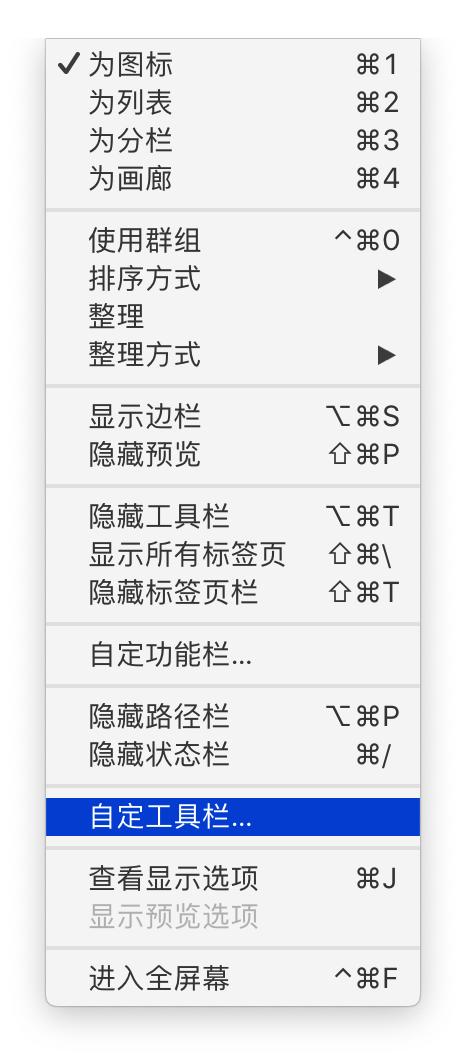 ✓ 为图标 ⌘1
为列表 ⌘2
为分栏 ⌘3
为画廊 ⌘4
使用群组 ^⌘0
排序方式 ▶
整理
整理方式 ▶
显示边栏 ⌥⌘S
隐藏预览 ⇧⌘P
隐藏工具栏 ⌥⌘T
显示所有标签页 ⇧⌘\
隐藏标签页栏 ⇧⌘T
自定功能栏...
隐藏路径栏 ⌥⌘P
隐藏状态栏 ⌘/
自定工具栏...
查看显示选项 ⌘J
显示预览选项
进入全屏幕 ^⌘F